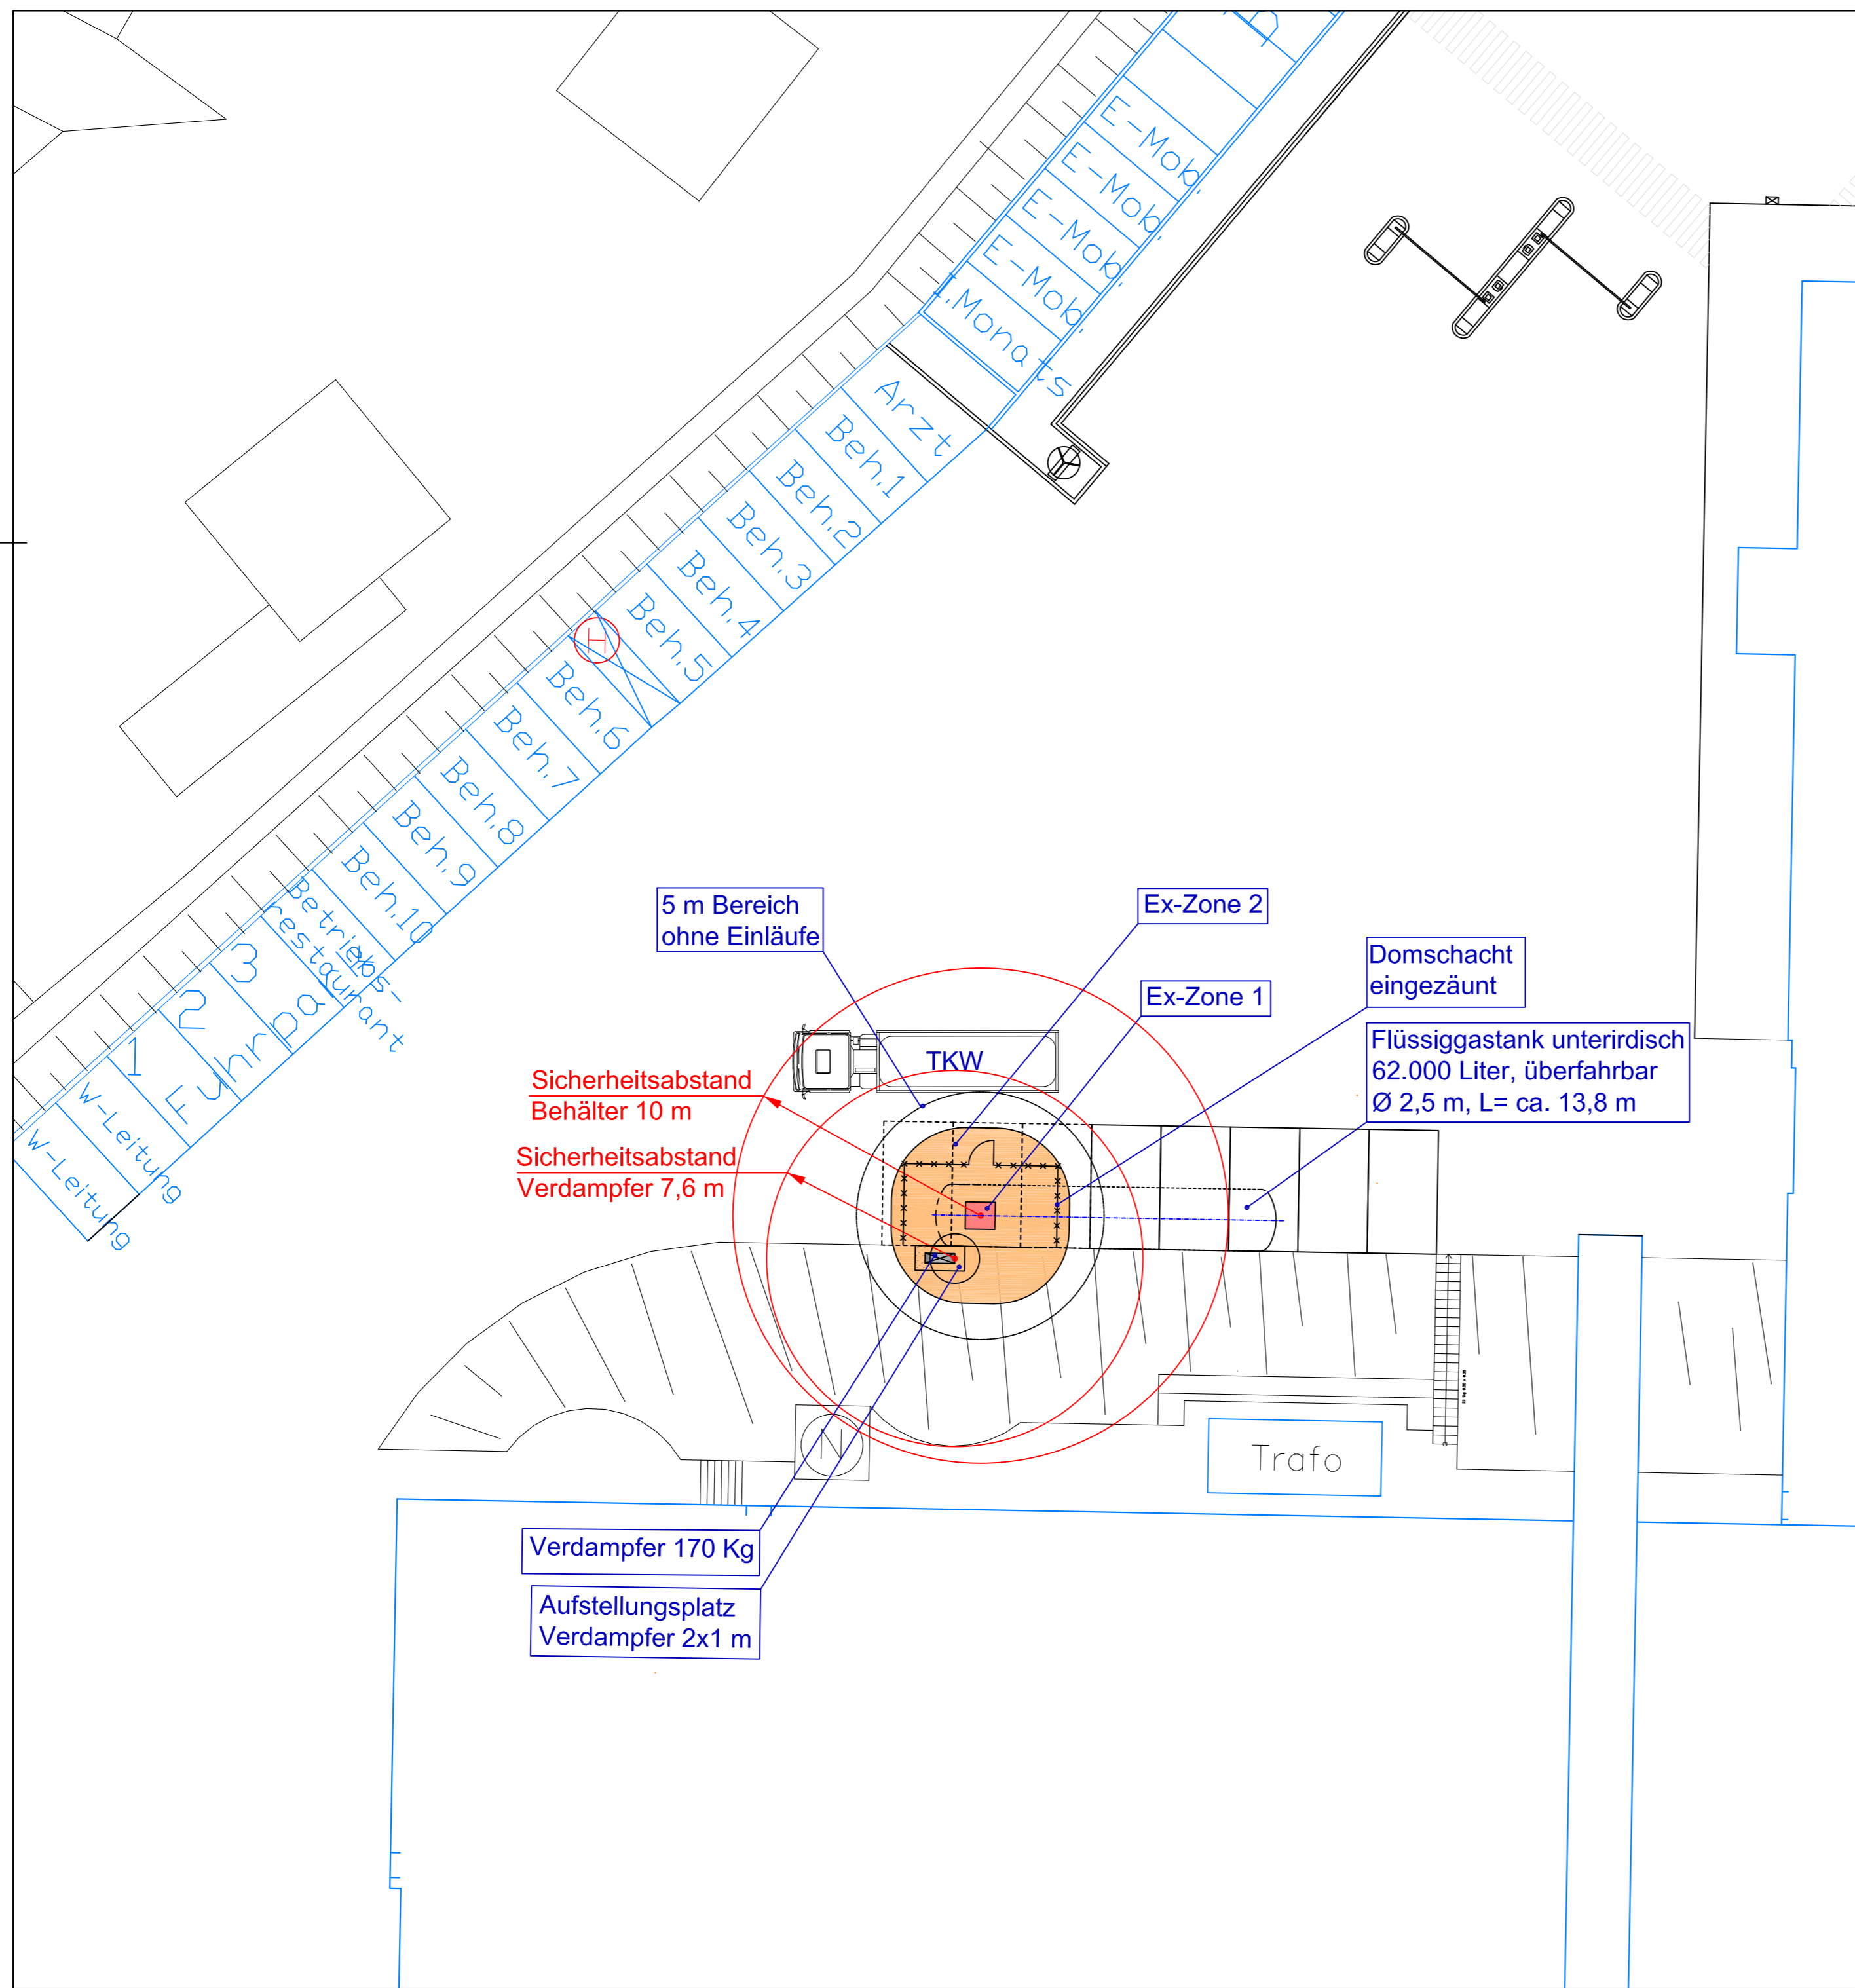 E-Mob.
E-Mob.
E-Mob.
E-Mob.
Arzt
Beh.1
Beh.2
Beh.3
Beh.4
Beh.5
H
Beh.6
Beh.7
Beh.8
Beh.9
Beh.10
Betriebs-
restaurant
3
2
1
W-Leitung
W-Leitung
5 m Bereich
ohne Einläufe
Ex-Zone 2
Ex-Zone 1
Domschacht
eingezäunt
Flüssiggastank unterirdisch
62.000 Liter, überfahrbar
Ø 2,5 m, L= ca. 13,8 m
TKW
Sicherheitsabstand
Behälter 10 m
Sicherheitsabstand
Verdampfer 7,6 m
N
Trafo
Verdampfer 170 Kg
Aufstellungsplatz
Verdampfer 2x1 m